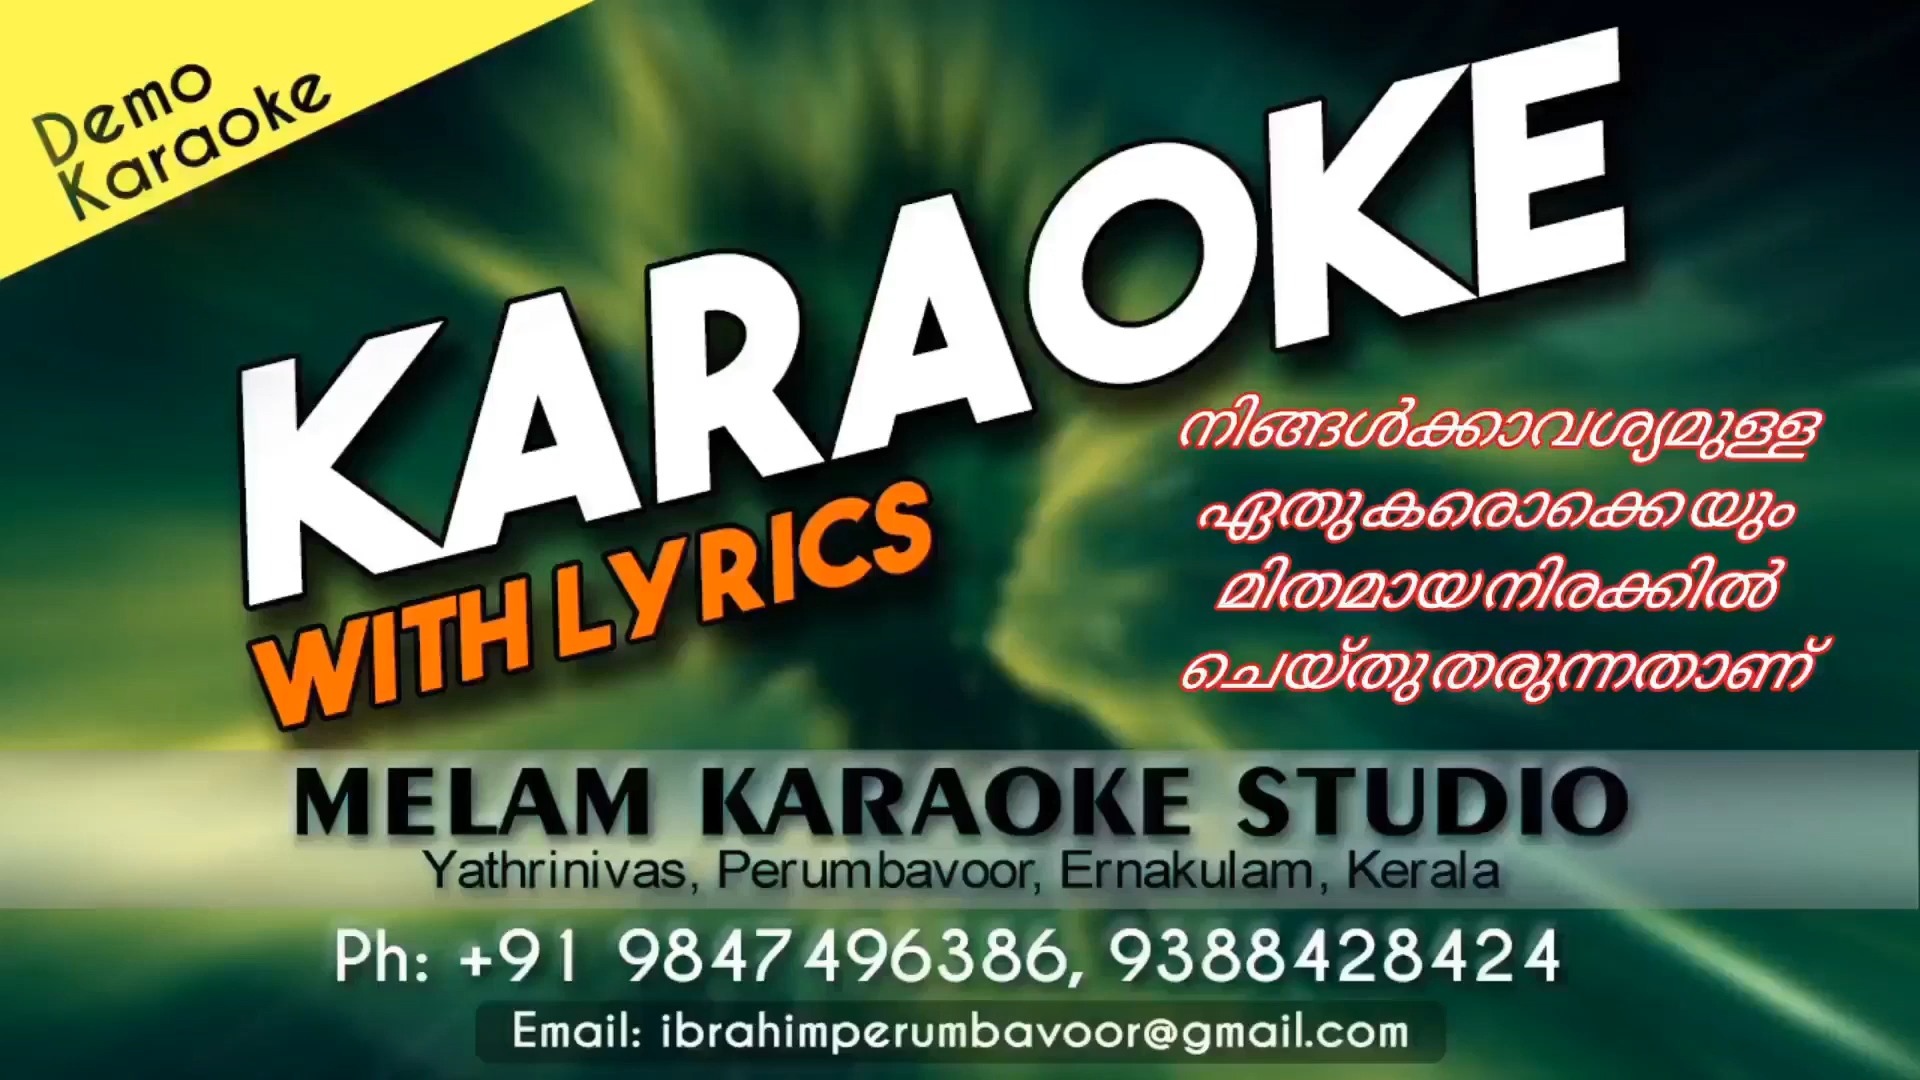 Demo
Karaoke
KARAOKE
WITH LYRICS
നിങ്ങൾക്കാവശ്യമുള്ള
ഏതു കരൊക്കെയും
മിതമായ നിരക്കിൽ
ചെയ്തു തരുന്നതാണ്
MELAM KARAOKE STUDIO
Yathrinivas, Perumbavoor, Ernakulam, Kerala
Ph: +91 9847496386, 9388428424
Email: ibrahimperumbavoor@gmail.com